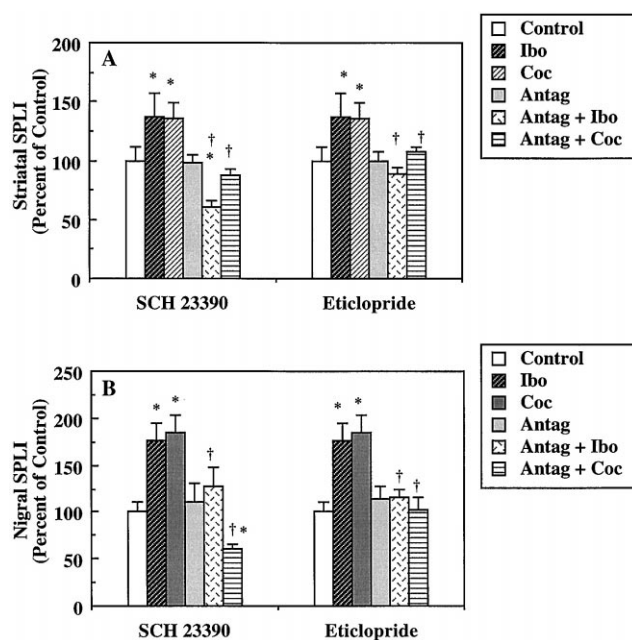 A
Striatal SPLI
(Percent of Control)
200
150
100
50
0
* * † * †
* * † †
SCH 23390 Eticlopride
Control
Ibo
Coc
Antag
Antag + Ibo
Antag + Coc
B
Nigral SPLI
(Percent of Control)
250
200
150
100
50
0
* * † † *
* * † †
SCH 23390 Eticlopride
Control
Ibo
Coc
Antag
Antag + Ibo
Antag + Coc